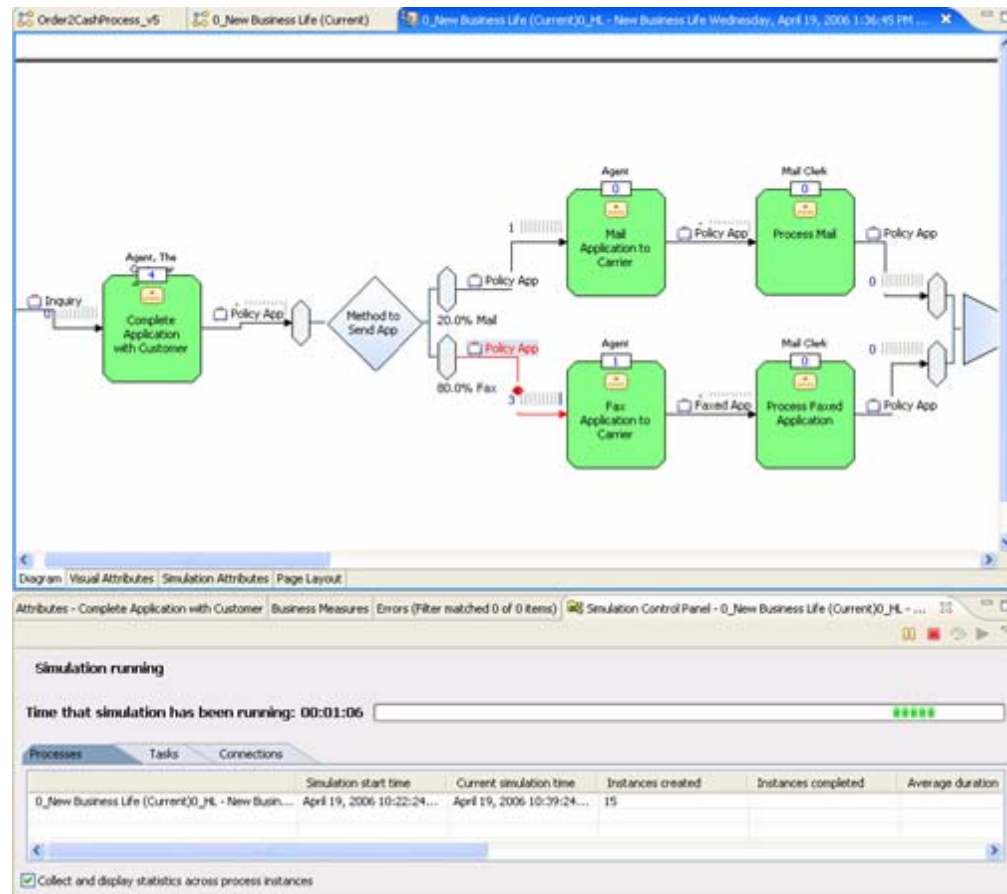 Order2CashProcess_v5
0_New Business Life (Current)
0_New Business Life (Current)0_HL - New Business Life Wednesday, April 19, 2006 1:36:45 PM ...
Agent
0
Mail
Application to
Carrier
Mail Clerk
0
Process Mail
1
Policy App
Policy App
Policy App
0
Agent, The
4
Complete
Application
with Customer
Inquiry
0
Policy App
Method to
Send App
Policy App
20.0% Mail
Policy App
80.0% Fax
3
Agent
1
Fax
Application to
Carrier
Faxed App
Mail Clerk
0
Process Faxed
Application
0
Policy App
Diagram Visual Attributes Simulation Attributes Page Layout
Attributes - Complete Application with Customer Business Measures Errors (Filter matched 0 of 0 items) Simulation Control Panel - 0_New Business Life (Current)0_HL - ...
Simulation running
Time that simulation has been running: 00:01:06
Processes Tasks Connections
Simulation start time Current simulation time Instances created Instances completed Average duration
0_New Business Life (Current)0_HL - New Busin... April 19, 2006 10:22:24... April 19, 2006 10:39:24... 15
Collect and display statistics across process instances